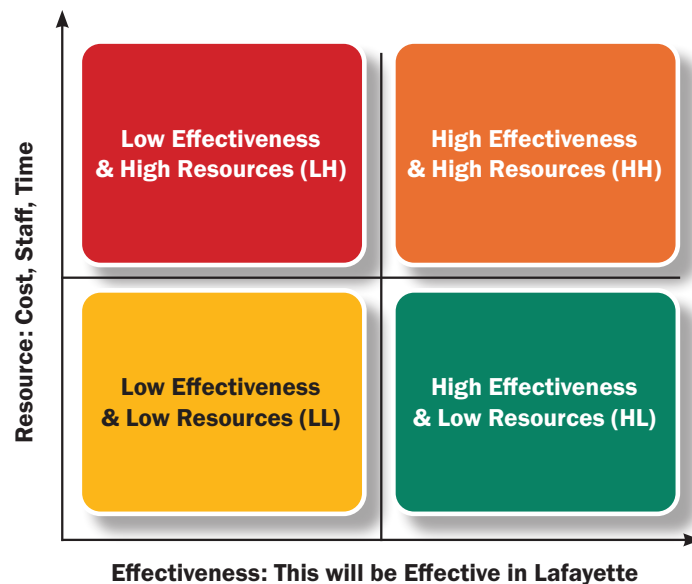 Resource: Cost, Staff, Time
Low Effectiveness
& High Resources (LH)
High Effectiveness
& High Resources (HH)
Low Effectiveness
& Low Resources (LL)
High Effectiveness
& Low Resources (HL)
Effectiveness: This will be Effective in Lafayette